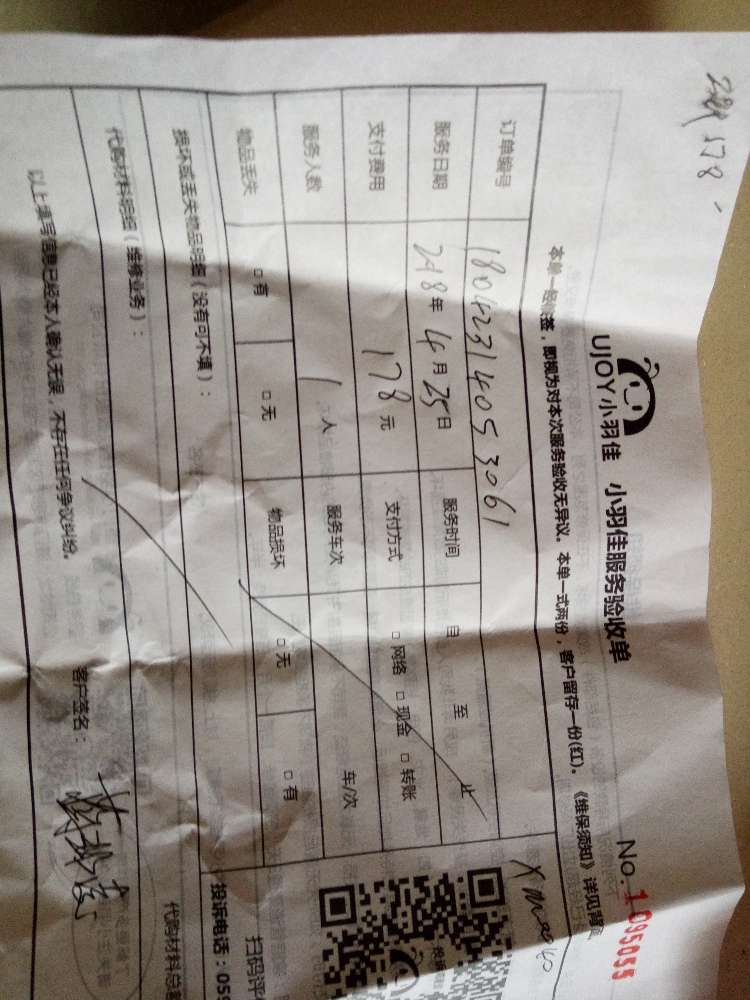 UJOY小羽佳 小羽佳服务验收单
No. 1095055
本单一经签, 即视为对本次服务验收无异议。本单一式两份, 客户留存一份(红)。《维保须知》详见背面
订单编号 180423140533061
服务日期 2018年4月25日 服务时间 自 至 止
支付费用 178元 支付方式 □网络 □现金 □转账
服务人数 1人 服务车次 车/次
物品丢失 □有 □无 物品损坏 □无 □有
损坏或丢失物品明细(没有可不填):
代购材料明细(维修业务):
以上填写信息已经本人确认无误, 不存在任何争议纠纷。 客户签名:
扫码评
投诉电话:059
代购材料总
178